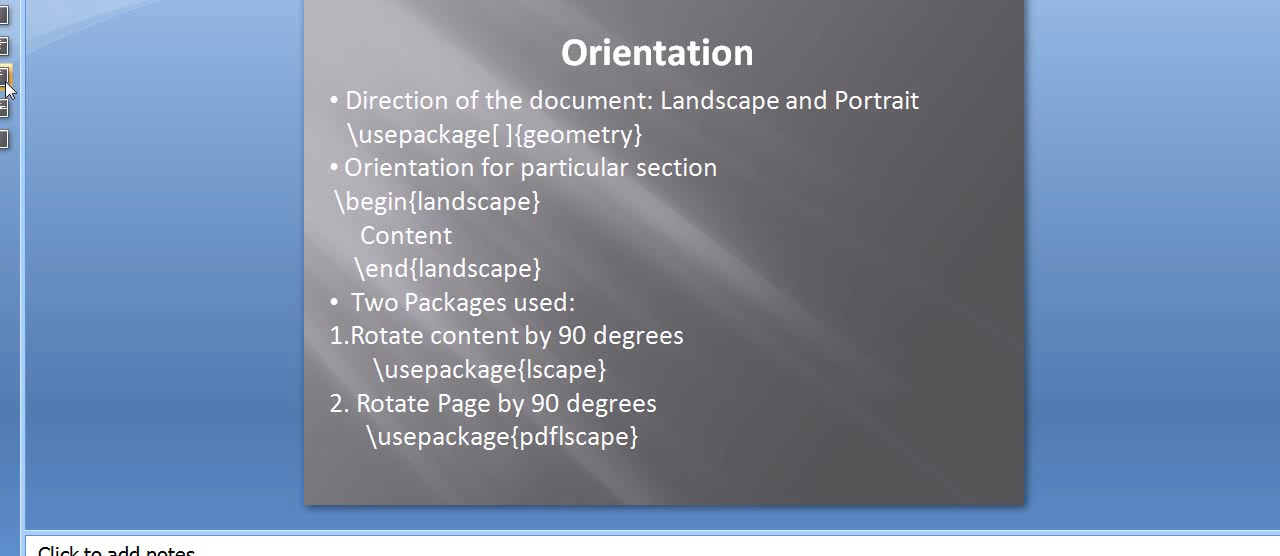 Orientation
• Direction of the document: Landscape and Portrait
\usepackage[ ]{geometry}
• Orientation for particular section
\begin{landscape}
Content
\end{landscape}
• Two Packages used:
1.Rotate content by 90 degrees
\usepackage{lscape}
2. Rotate Page by 90 degrees
\usepackage{pdflscape}
Click to add notes